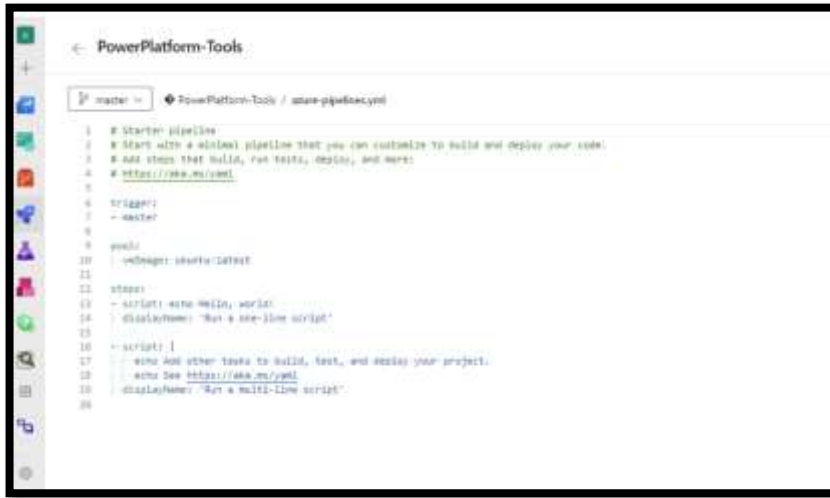 PowerPlatform-Tools
master
PowerPlatform-Tools / azure-pipelines.yml
1 # Starter pipeline
2 # Start with a minimal pipeline that you can customize to build and deploy your code.
3 # Add steps that build, run tests, deploy, and more:
4 # https://aka.ms/yaml
5
6 trigger:
7 - master
8
9 pool:
10 vmImage: ubuntu-latest
11
12 steps:
13 - script: echo Hello, world!
14 displayName: 'Run a one-line script'
15
16 - script: |
17 echo Add other tasks to build, test, and deploy your project.
18 echo See https://aka.ms/yaml
19 displayName: 'Run a multi-line script'
20